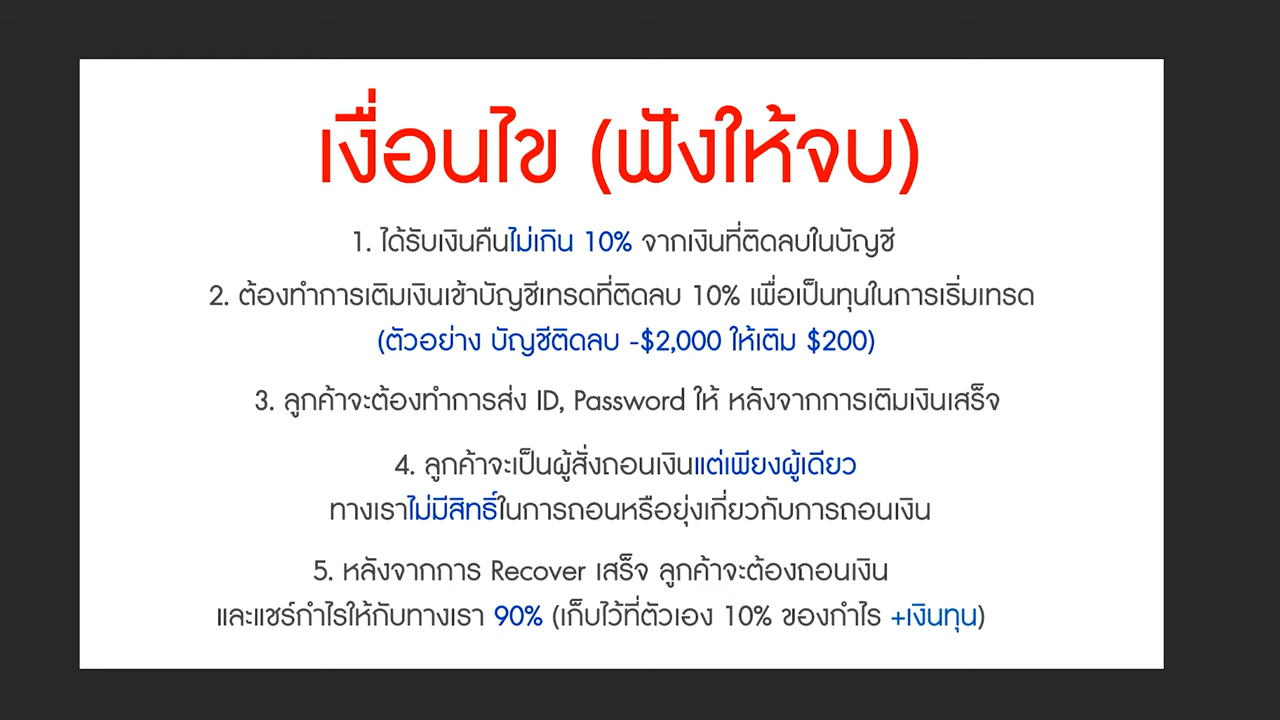 เงื่อนไข (ฟังให้จบ)
1. ได้รับเงินคืนไม่เกิน 10% จากเงินที่ติดลบในบัญชี
2. ต้องทำการเติมเงินเข้าบัญชีเทรดที่ติดลบ 10% เพื่อเป็นทุนในการเริ่มเทรด
(ตัวอย่าง บัญชีติดลบ -$2,000 ให้เติม $200)
3. ลูกค้าจะต้องทำการส่ง ID, Password ให้ หลังจากการเติมเงินเสร็จ
4. ลูกค้าจะเป็นผู้สั่งถอนเงินแต่เพียงผู้เดียว
ทางเราไม่มีสิทธิ์ในการถอนหรือยุ่งเกี่ยวกับการถอนเงิน
5. หลังจากการ Recover เสร็จ ลูกค้าจะต้องถอนเงิน
และแชร์กำไรให้กับทางเรา 90% (เก็บไว้ที่ตัวเอง 10% ของกำไร +เงินทุน)